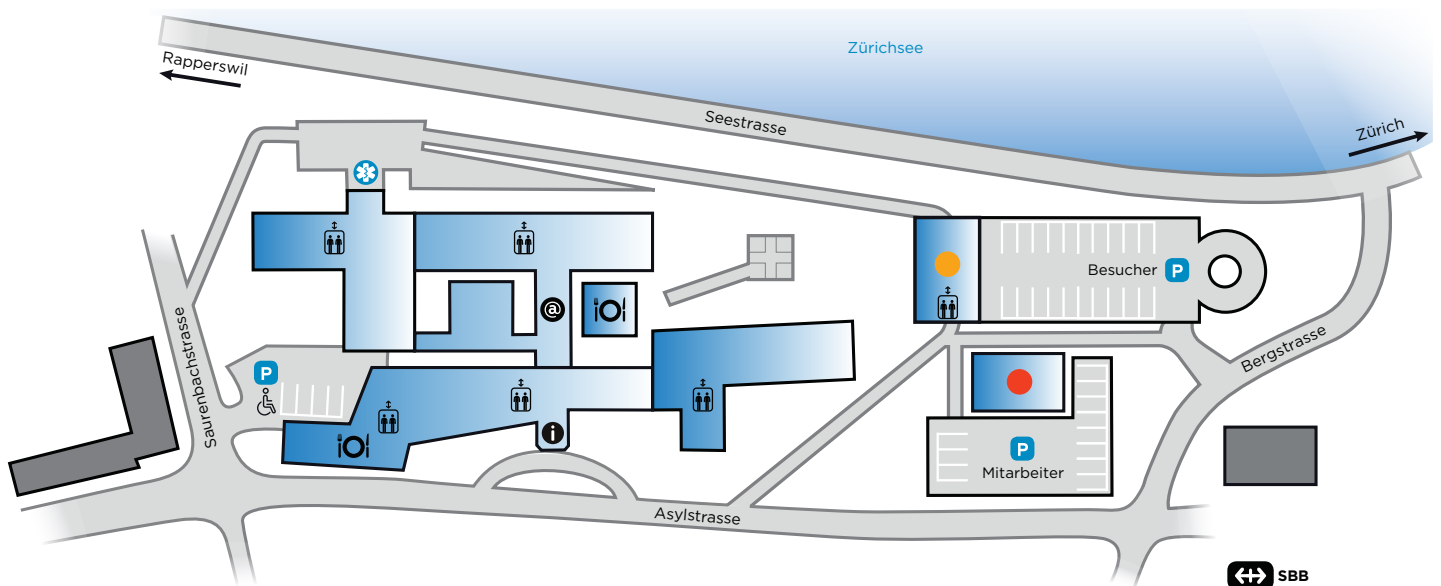 Zürichsee
Rapperswil
Seestrasse
Zürich
@
Besucher P
Saurenbachstrasse
P
Bergstrasse
i
P
Mitarbeiter
Asylstrasse
SBB